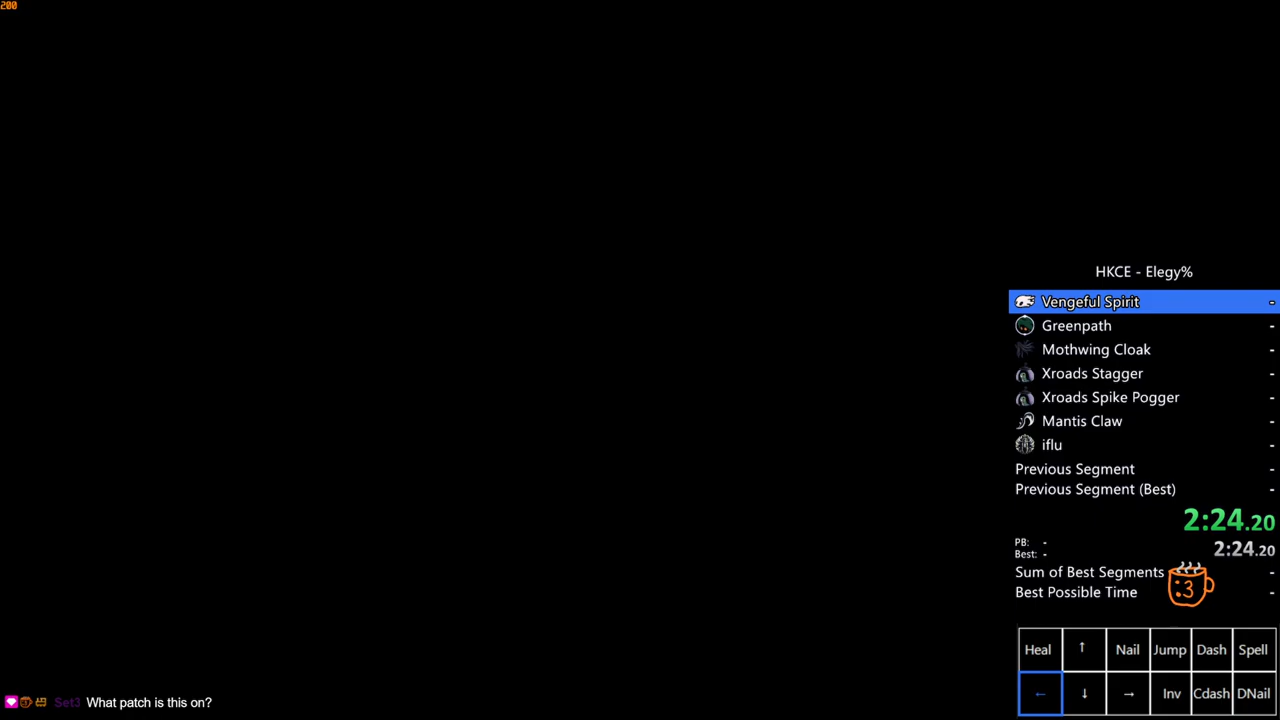 200
HKCE - Elegy%
Vengeful Spirit -
Greenpath -
Mothwing Cloak -
Xroads Stagger -
Xroads Spike Pogger -
Mantis Claw -
iflu -
Previous Segment -
Previous Segment (Best) -
2:24.20
PB: -
2:24.20
Best: -
Sum of Best Segments -
:3
Best Possible Time -
Heal ↑ Nail Jump Dash Spell
← ↓ → Inv Cdash DNail
Set3 What patch is this on?